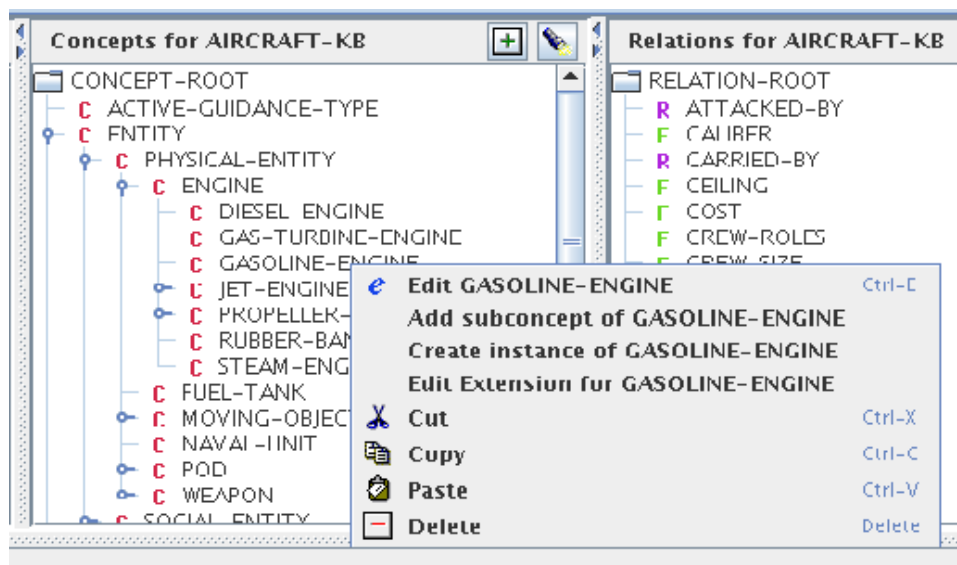 Concepts for AIRCRAFT-KB
CONCEPT-ROOT
C ACTIVE-GUIDANCE-TYPE
C ENTITY
C PHYSICAL-ENTITY
C ENGINE
C DIESEL ENGINE
C GAS-TURBINE-ENGINE
C GASOLINE-ENGINE
C JET-ENGINE
C PROPELLER-
C RUBBER-BAN
C STEAM-ENG
C FUEL-TANK
C MOVING-OBJECT
C NAVAL-UNIT
C POD
C WEAPON
C SOCIAL ENTITY
Relations for AIRCRAFT-KB
RELATION-ROOT
R ATTACKED-BY
F CALIBER
R CARRIED-BY
F CEILING
F COST
F CREW-ROLES
F CREW-SIZE
e Edit GASOLINE-ENGINE Ctrl-E
Add subconcept of GASOLINE-ENGINE
Create instance of GASOLINE-ENGINE
Edit Extension for GASOLINE-ENGINE
Cut Ctrl-X
Copy Ctrl-C
Paste Ctrl-V
Delete Delete